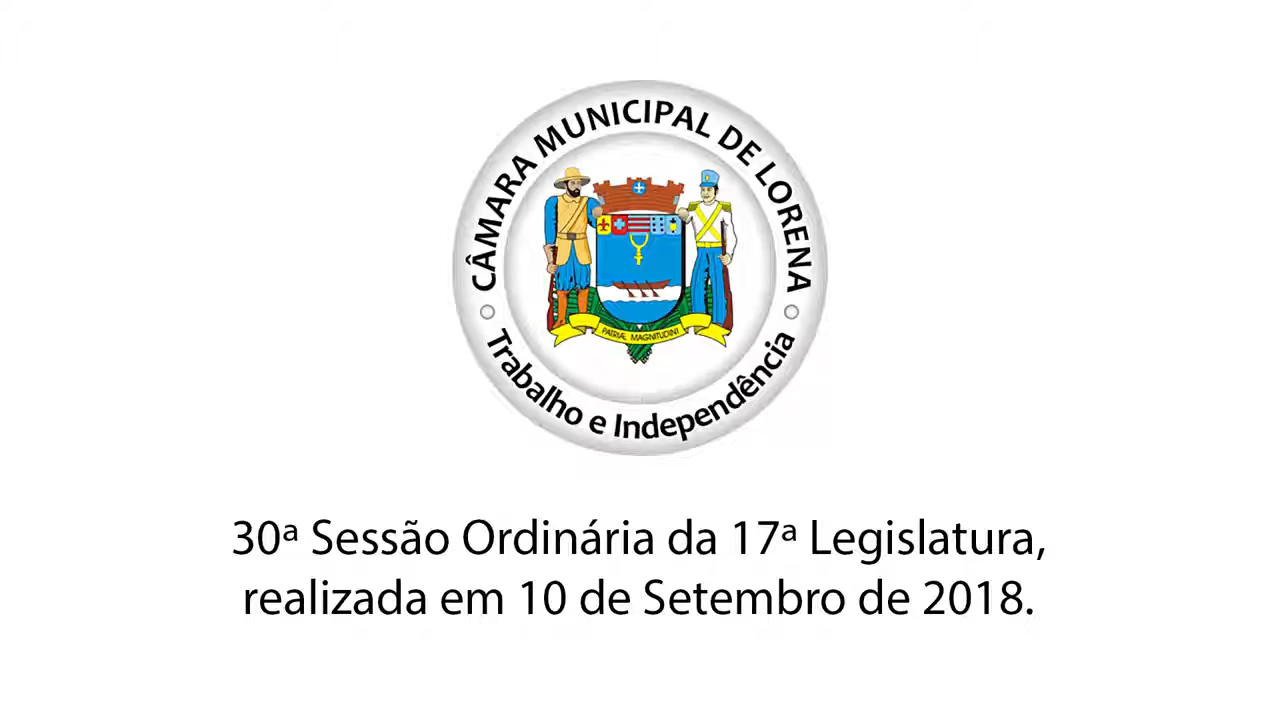 CÂMARA MUNICIPAL DE LORENA
PATRIÆ MAGNITUDINI
Trabalho e Independência
30ª Sessão Ordinária da 17ª Legislatura,
realizada em 10 de Setembro de 2018.